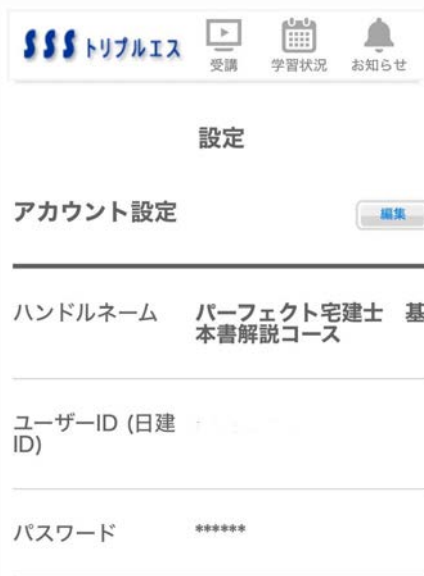 SSS トリプルエス
受講
学習状況
お知らせ
設定
アカウント設定
編集
ハンドルネーム
パーフェクト宅建士 基
本書解説コース
ユーザーID (日建
ID)
パスワード
******